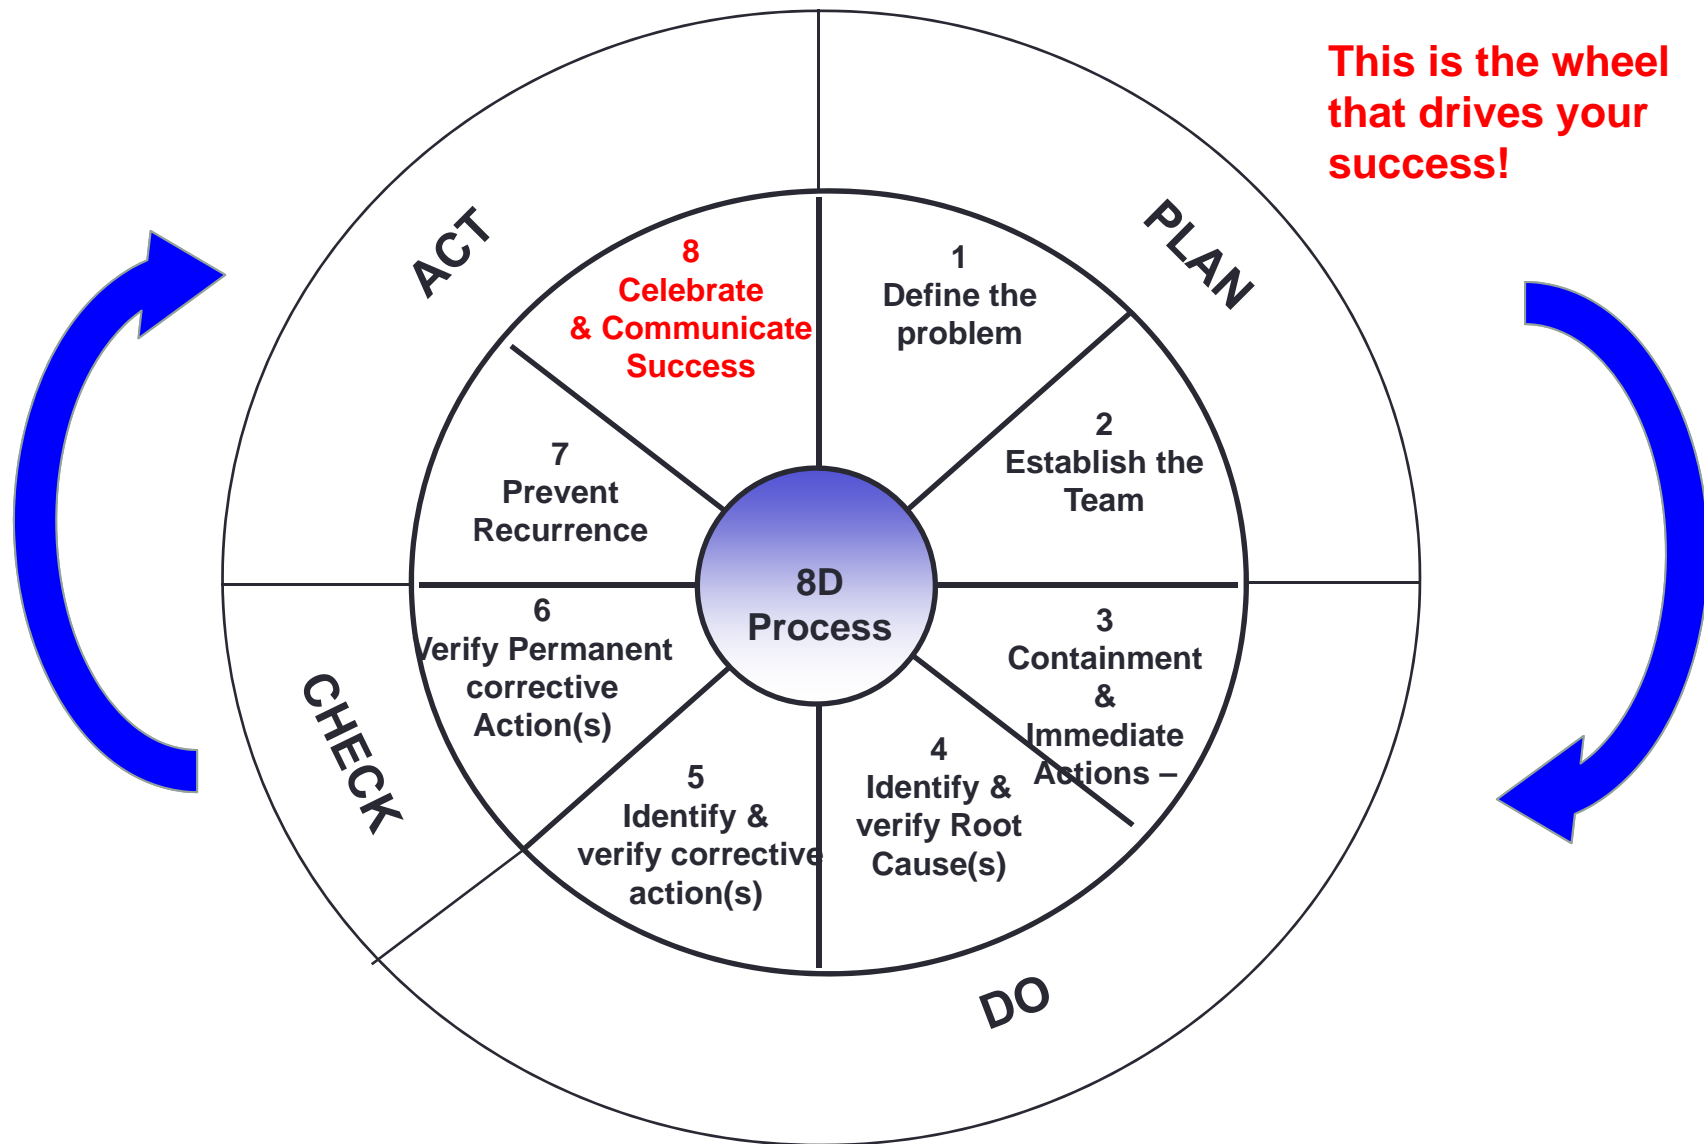 This is the wheel
that drives your
success!
ACT
PLAN
CHECK
DO
8D
Process
1
Define the
problem
2
Establish the
Team
3
Containment
&
Immediate
Actions –
4
Identify &
verify Root
Cause(s)
5
Identify &
verify corrective
action(s)
6
Verify Permanent
corrective
Action(s)
7
Prevent
Recurrence
8
Celebrate
& Communicate
Success